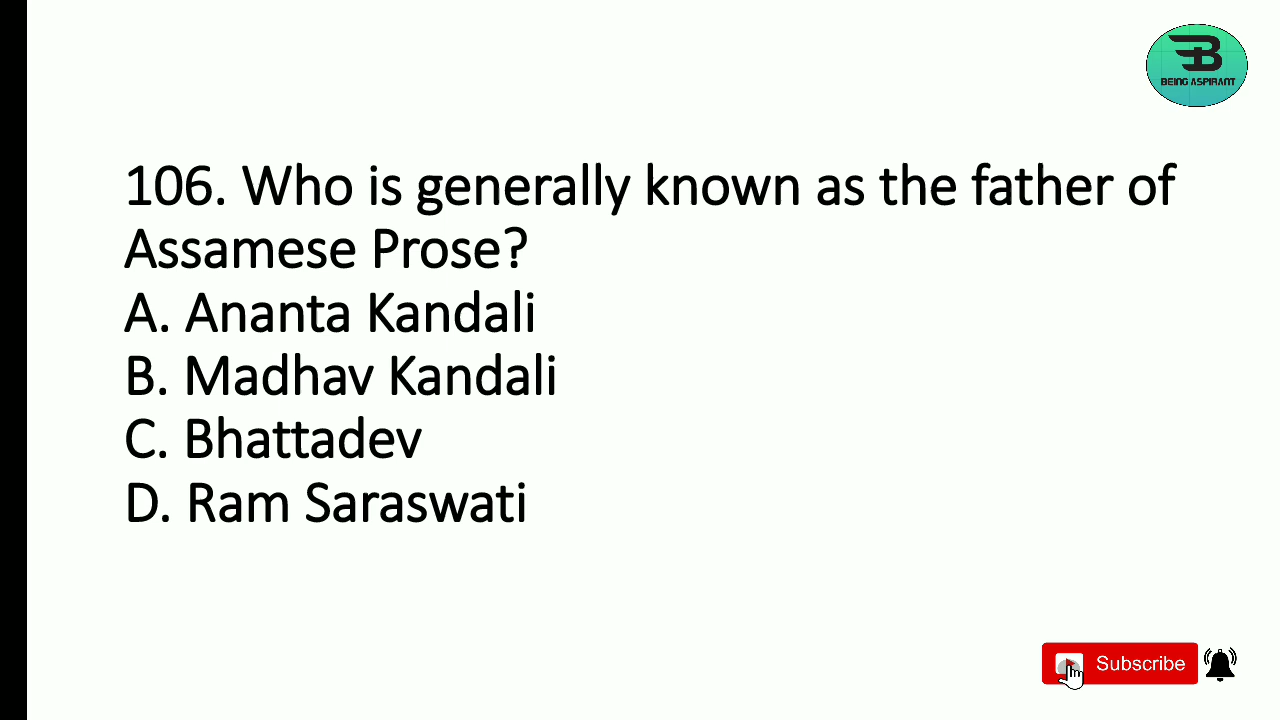 BEING ASPIRANT
106. Who is generally known as the father of
Assamese Prose?
A. Ananta Kandali
B. Madhav Kandali
C. Bhattadev
D. Ram Saraswati
Subscribe